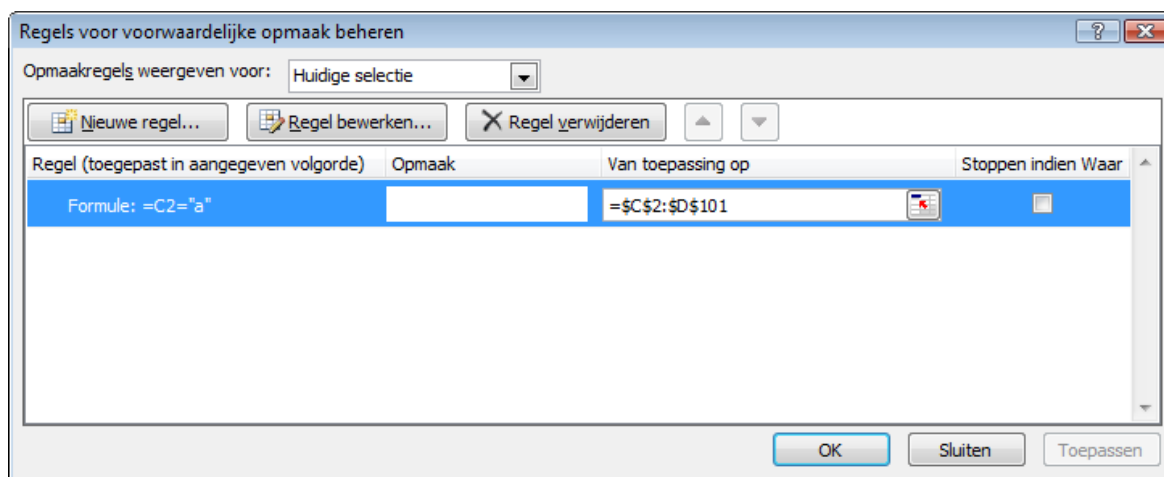 Regels voor voorwaardelijke opmaak beheren
Opmaakregels weergeven voor: Huidige selectie
Nieuwe regel... Regel bewerken... Regel verwijderen
Regel (toegepast in aangegeven volgorde) Opmaak Van toepassing op Stoppen indien Waar
Formule: =C2="a" =$C$2:$D$101
OK Sluiten Toepassen